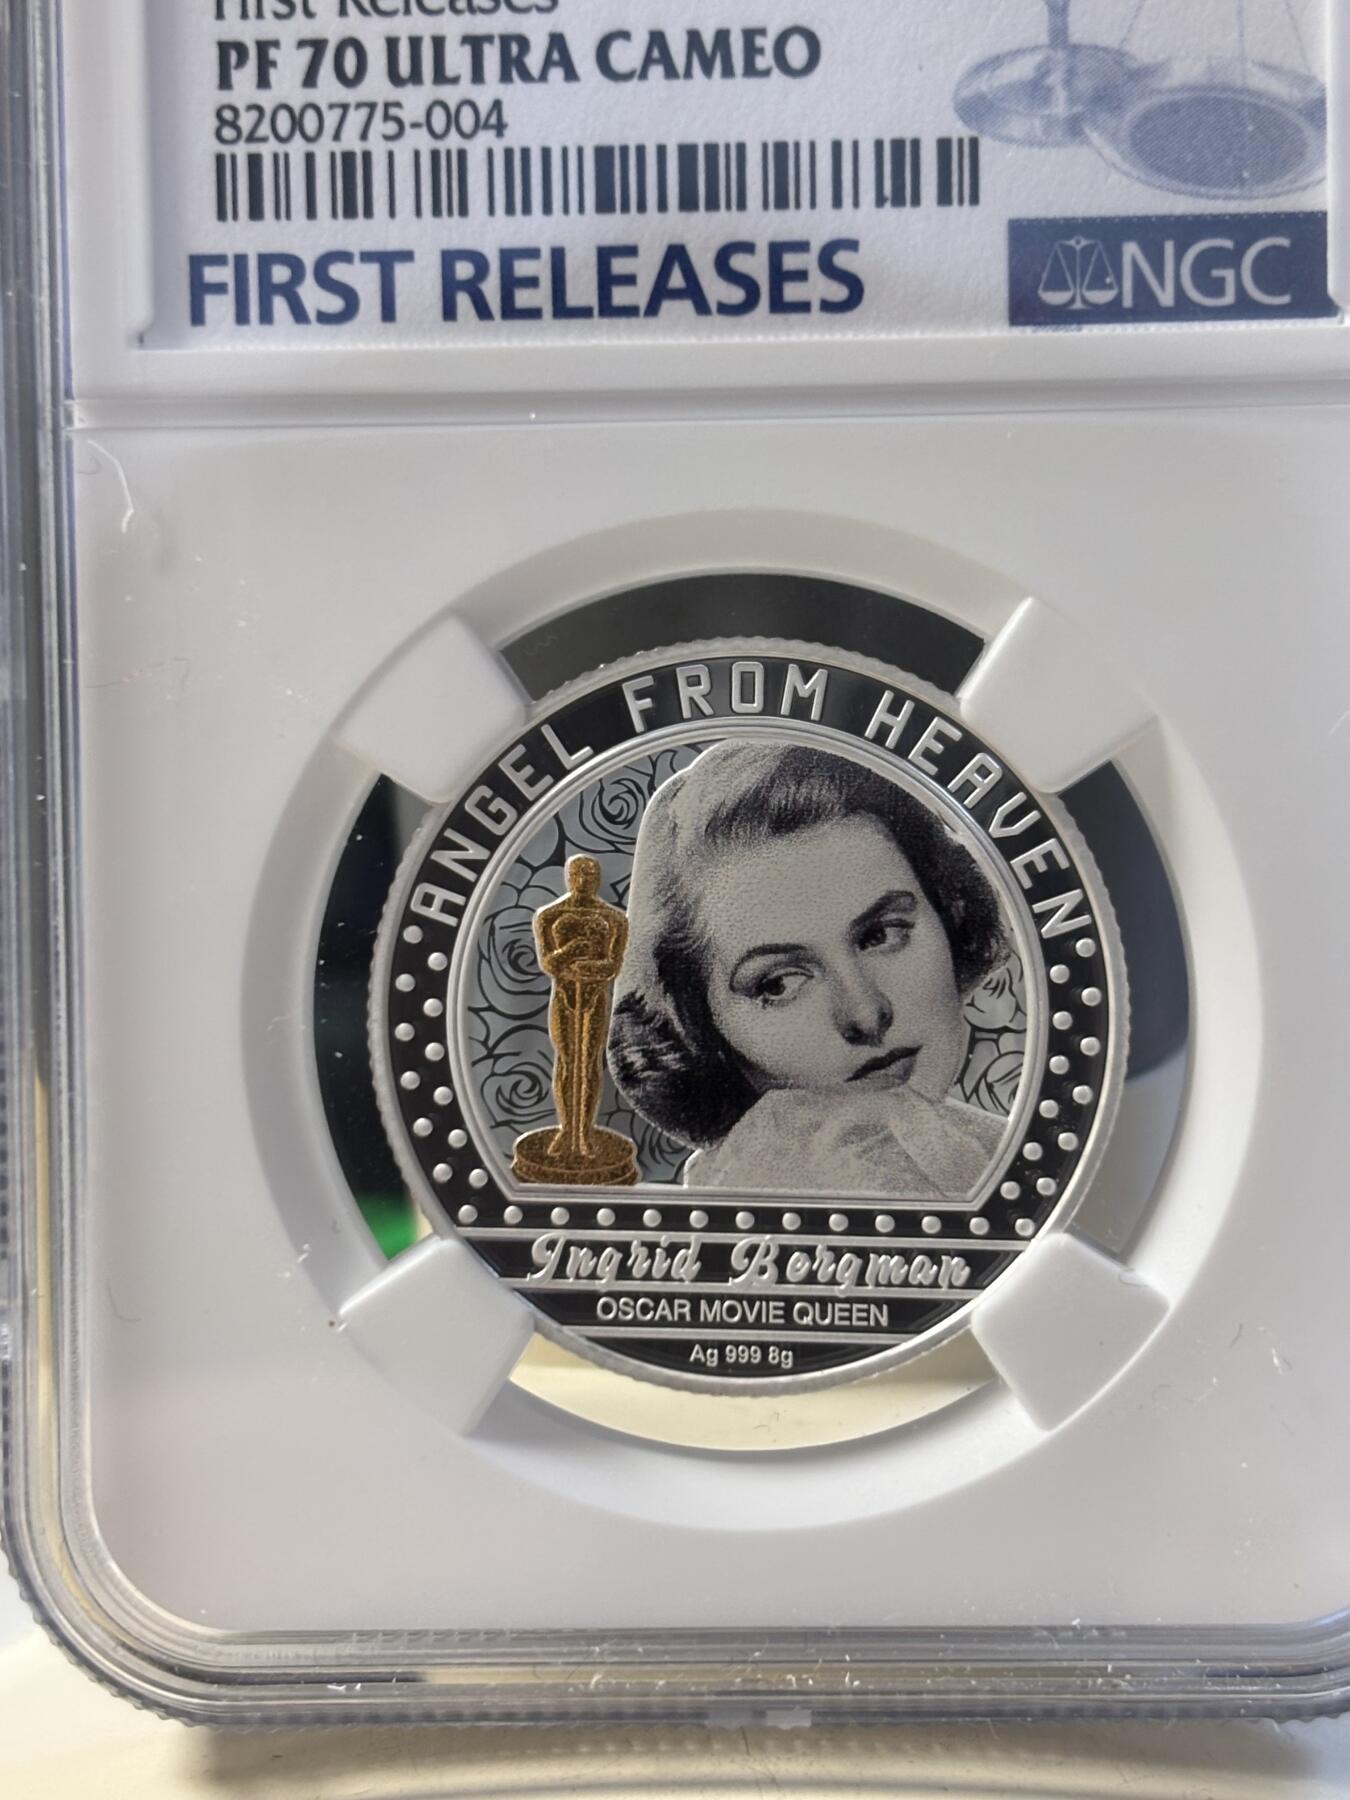 First Releases
PF 70 ULTRA CAMEO
8200775-004
FIRST RELEASES
NGC
ANGEL FROM HEAVEN
Ingrid Bergman
OSCAR MOVIE QUEEN
Ag 999 8g